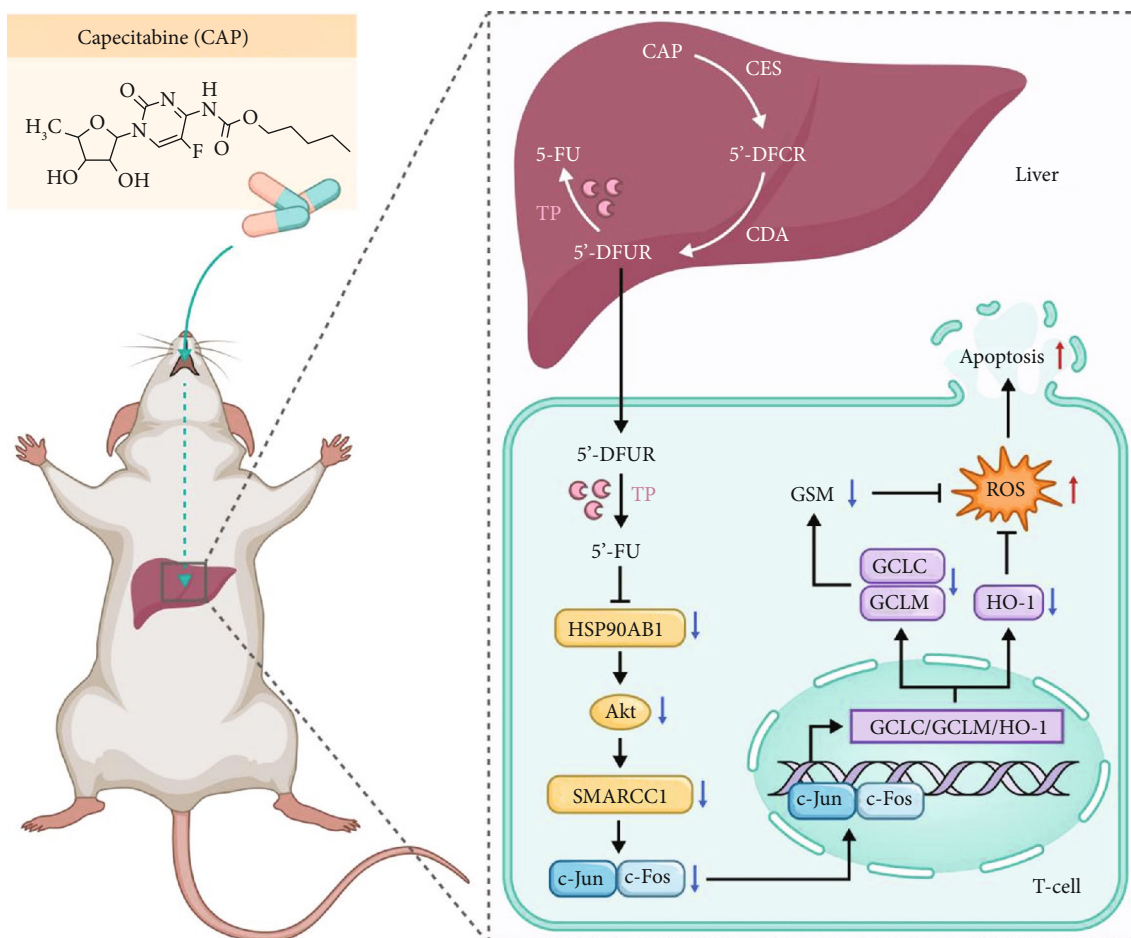 Capecitabine (CAP)
O
N
H
N
O
O
H₃C
O
N
F
HO
OH
CAP
CES
5'-DFCR
CDA
5'-DFUR
TP
5-FU
Liver
5'-DFUR
TP
5'-FU
HSP90AB1
Akt
SMARCC1
c-Jun
c-Fos
c-Jun
c-Fos
GCLC/GCLM/HO-1
GCLC
GCLM
HO-1
GSM
ROS
Apoptosis
T-cell